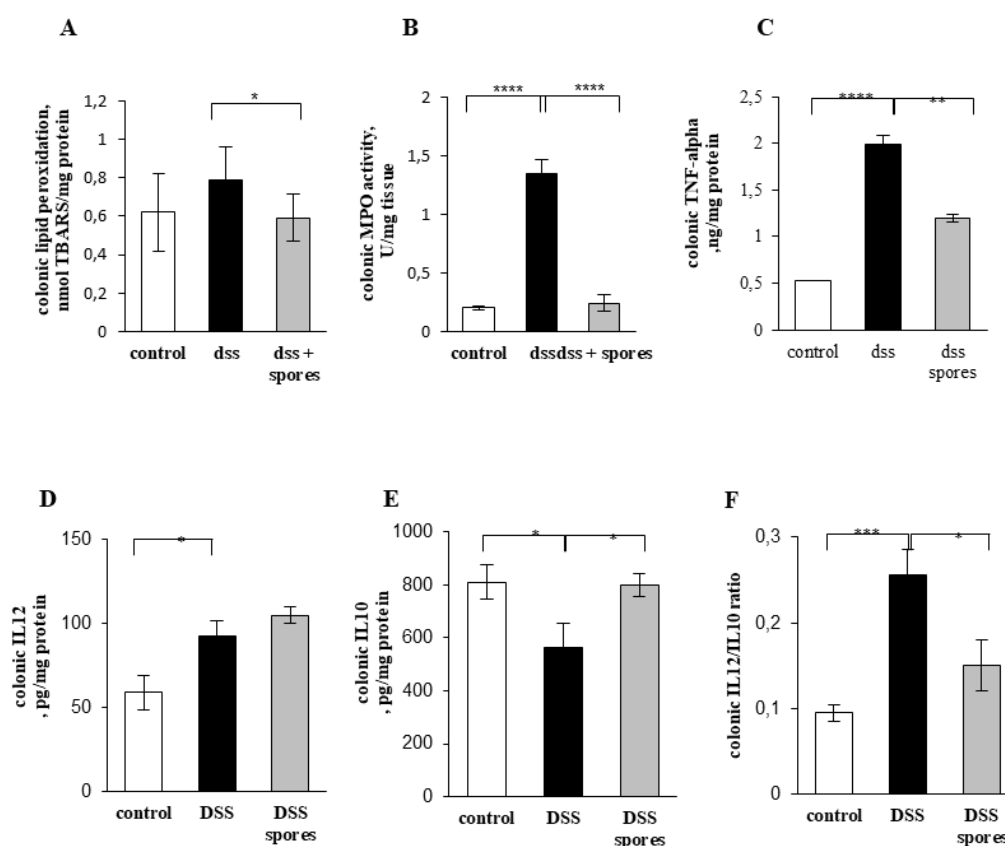 A
B
C
colonic lipid peroxidation,
nmol TBARS/mg protein
1,2
1
0,8
0,6
0,4
0,2
0
*
control
dss
dss +
spores
colonic MPO activity,
U/mg tissue
2
1,5
1
0,5
0
****
****
control
dssdss + spores
colonic TNF-alpha
,ng/mg protein
2,5
2
1,5
1
0,5
0
****
**
control
dss
dss
spores
D
E
F
colonic IL12
, pg/mg protein
150
100
50
0
*
control
DSS
DSS
spores
colonic IL10
, pg/mg protein
1000
800
600
400
200
0
*
*
control
DSS
DSS
spores
colonic IL12/IL10 ratio
0,3
0,2
0,1
0
***
*
control
DSS
DSS
spores